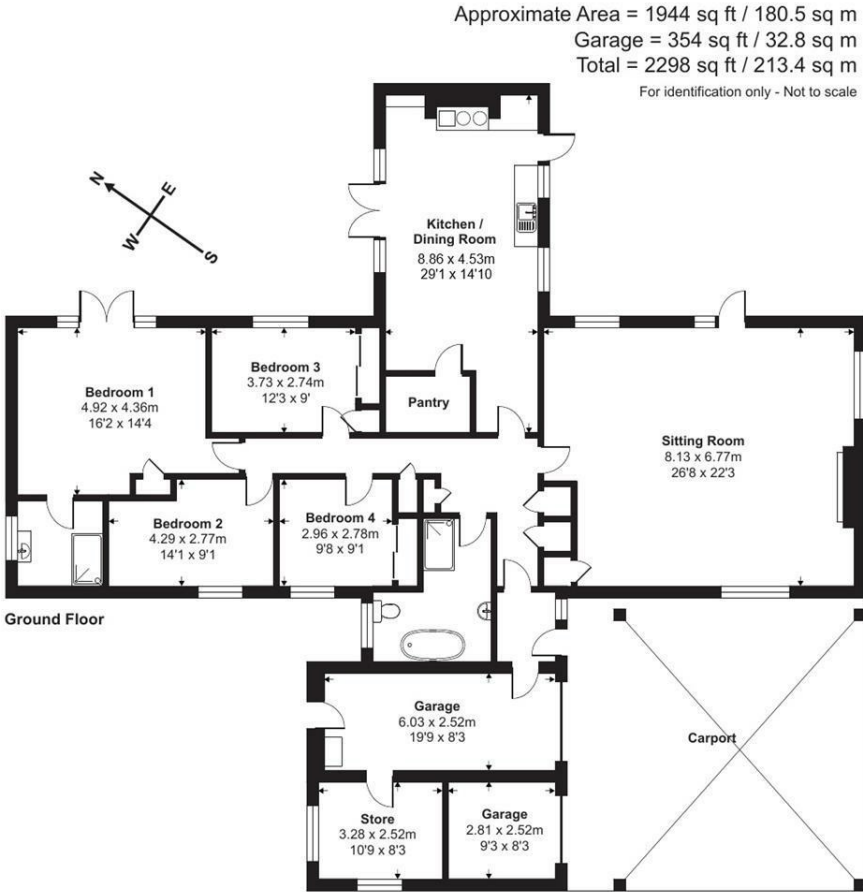 Approximate Area = 1944 sq ft / 180.5 sq m
Garage = 354 sq ft / 32.8 sq m
Total = 2298 sq ft / 213.4 sq m
For identification only - Not to scale
N
E
W
S
Kitchen /
Dining Room
8.86 x 4.53m
29'1 x 14'10
Bedroom 1
4.92 x 4.36m
16'2 x 14'4
Bedroom 3
3.73 x 2.74m
12'3 x 9'
Pantry
Sitting Room
8.13 x 6.77m
26'8 x 22'3
Bedroom 2
4.29 x 2.77m
14'1 x 9'1
Bedroom 4
2.96 x 2.78m
9'8 x 9'1
Ground Floor
Garage
6.03 x 2.52m
19'9 x 8'3
Carport
Store
3.28 x 2.52m
10'9 x 8'3
Garage
2.81 x 2.52m
9'3 x 8'3